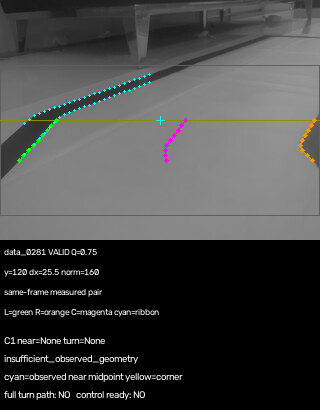 data_0281 VALID Q=0.75
y=120 dx=25.5 norm=160
same-frame measured pair
L=green R=orange C=magenta cyan=ribbon
C1 near=None turn=None
insufficient_observed_geometry
cyan=observed near midpoint yellow=corner
full turn path: NO control ready: NO